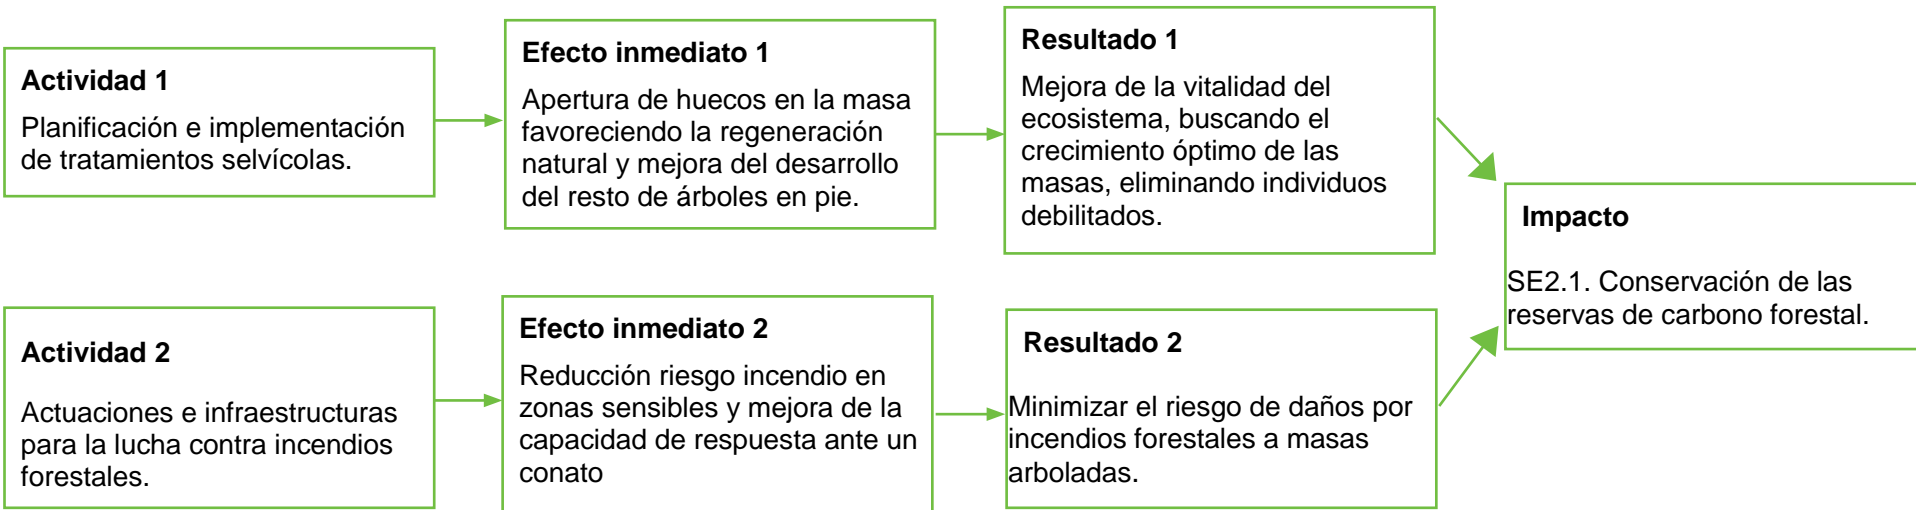 Actividad 1
Planificación e implementación
de tratamientos selvícolas.
Efecto inmediato 1
Apertura de huecos en la masa
favoreciendo la regeneración
natural y mejora del desarrollo
del resto de árboles en pie.
Resultado 1
Mejora de la vitalidad del
ecosistema, buscando el
crecimiento óptimo de las
masas, eliminando individuos
debilitados.
Actividad 2
Actuaciones e infraestructuras
para la lucha contra incendios
forestales.
Efecto inmediato 2
Reducción riesgo incendio en
zonas sensibles y mejora de la
capacidad de respuesta ante un
conato
Resultado 2
Minimizar el riesgo de daños por
incendios forestales a masas
arboladas.
Impacto
SE2.1. Conservación de las
reservas de carbono forestal.